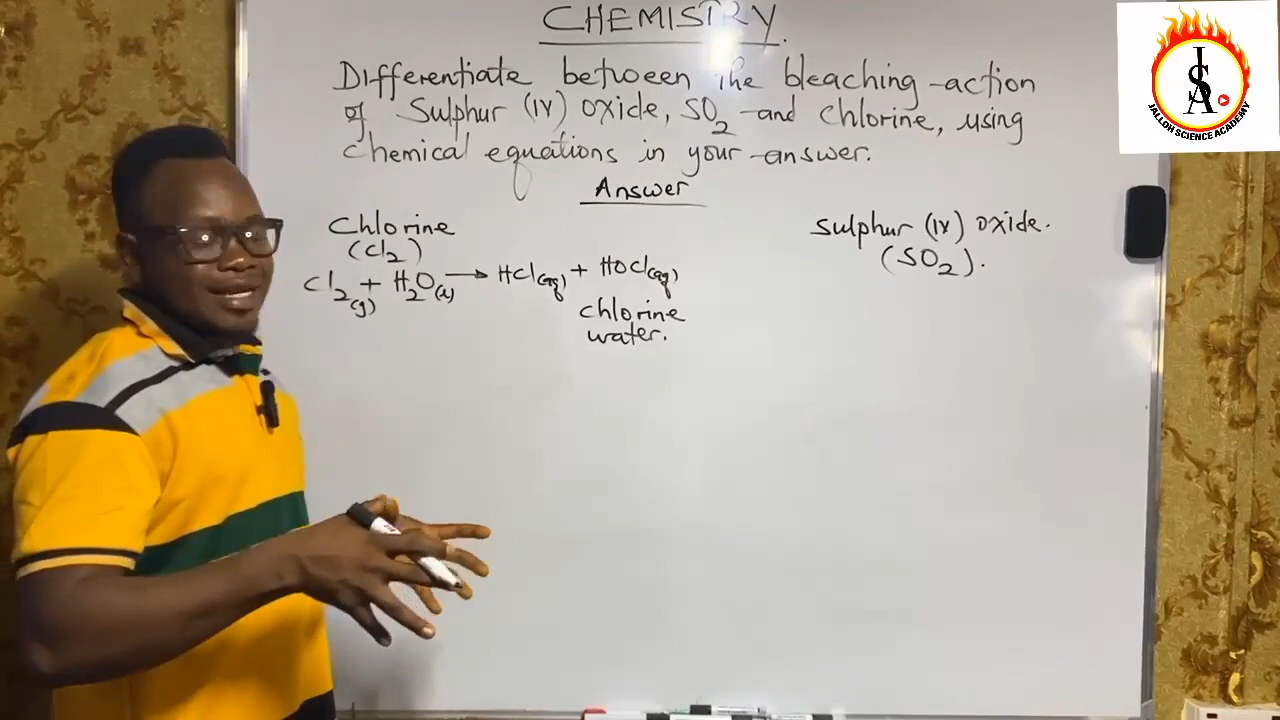 CHEMISTRY.
Differentiate between the bleaching action
of Sulphur (IV) oxide, SO₂ and Chlorine, using
chemical equations in your answer.
Answer
Chlorine
(Cl₂)
Cl₂(g) + H₂O(l) → HCl(aq) + HOCl(aq)
chlorine
water.
Sulphur (IV) oxide.
(SO₂).
JSA
JALLOH SCIENCE ACADEMY